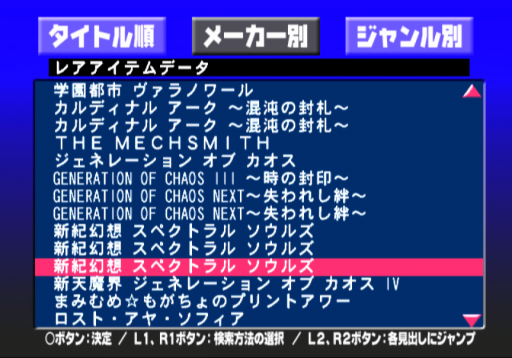 タイトル順 メーカー別 ジャンル別
レアアイテムデータ
学園都市 ヴァラノワール
カルディナル アーク ～混沌の封札～
カルディナル アーク ～混沌の封札～
ＴＨＥ ＭＥＣＨＳＭＩＴＨ
ジェネレーション オブ カオス
GENERATION OF CHAOS III ～時の封印～
GENERATION OF CHAOS NEXT～失われし絆～
GENERATION OF CHAOS NEXT～失われし絆～
新紀幻想 スペクトラル ソウルズ
新紀幻想 スペクトラル ソウルズ
新紀幻想 スペクトラル ソウルズ
新天魔界 ジェネレーション オブ カオス IV
まみむめ☆もがちょのプリントアワー
ロスト・アヤ・ソフィア
○ボタン：決定 / L1、R1ボタン：検索方法の選択 / L2、R2ボタン：各見出しにジャンプ